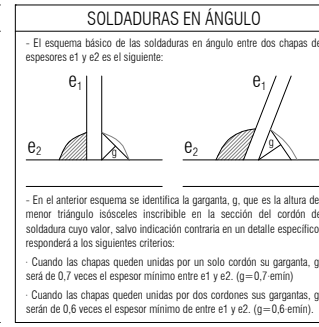 SOLDADURAS EN ÁNGULO
- El esquema básico de las soldaduras en ángulo entre dos chapas de
espesores e1 y e2 es el siguiente:
e1
e1
e2
g
e2
g
- En el anterior esquema se identifica la garganta, g, que es la altura de
menor triángulo isósceles inscribible en la sección del cordón de
soldadura cuyo valor, salvo indicación contraria en un detalle específico
responderá a los siguientes criterios:
· Cuando las chapas queden unidas por un solo cordón su garganta, g
será de 0,7 veces el espesor mínimo entre e1 y e2. (g=0,7·emin)
· Cuando las chapas queden unidas por dos cordones sus gargantas, g
serán de 0,6 veces el espesor mínimo de entre e1 y e2. (g=0,6·emin).